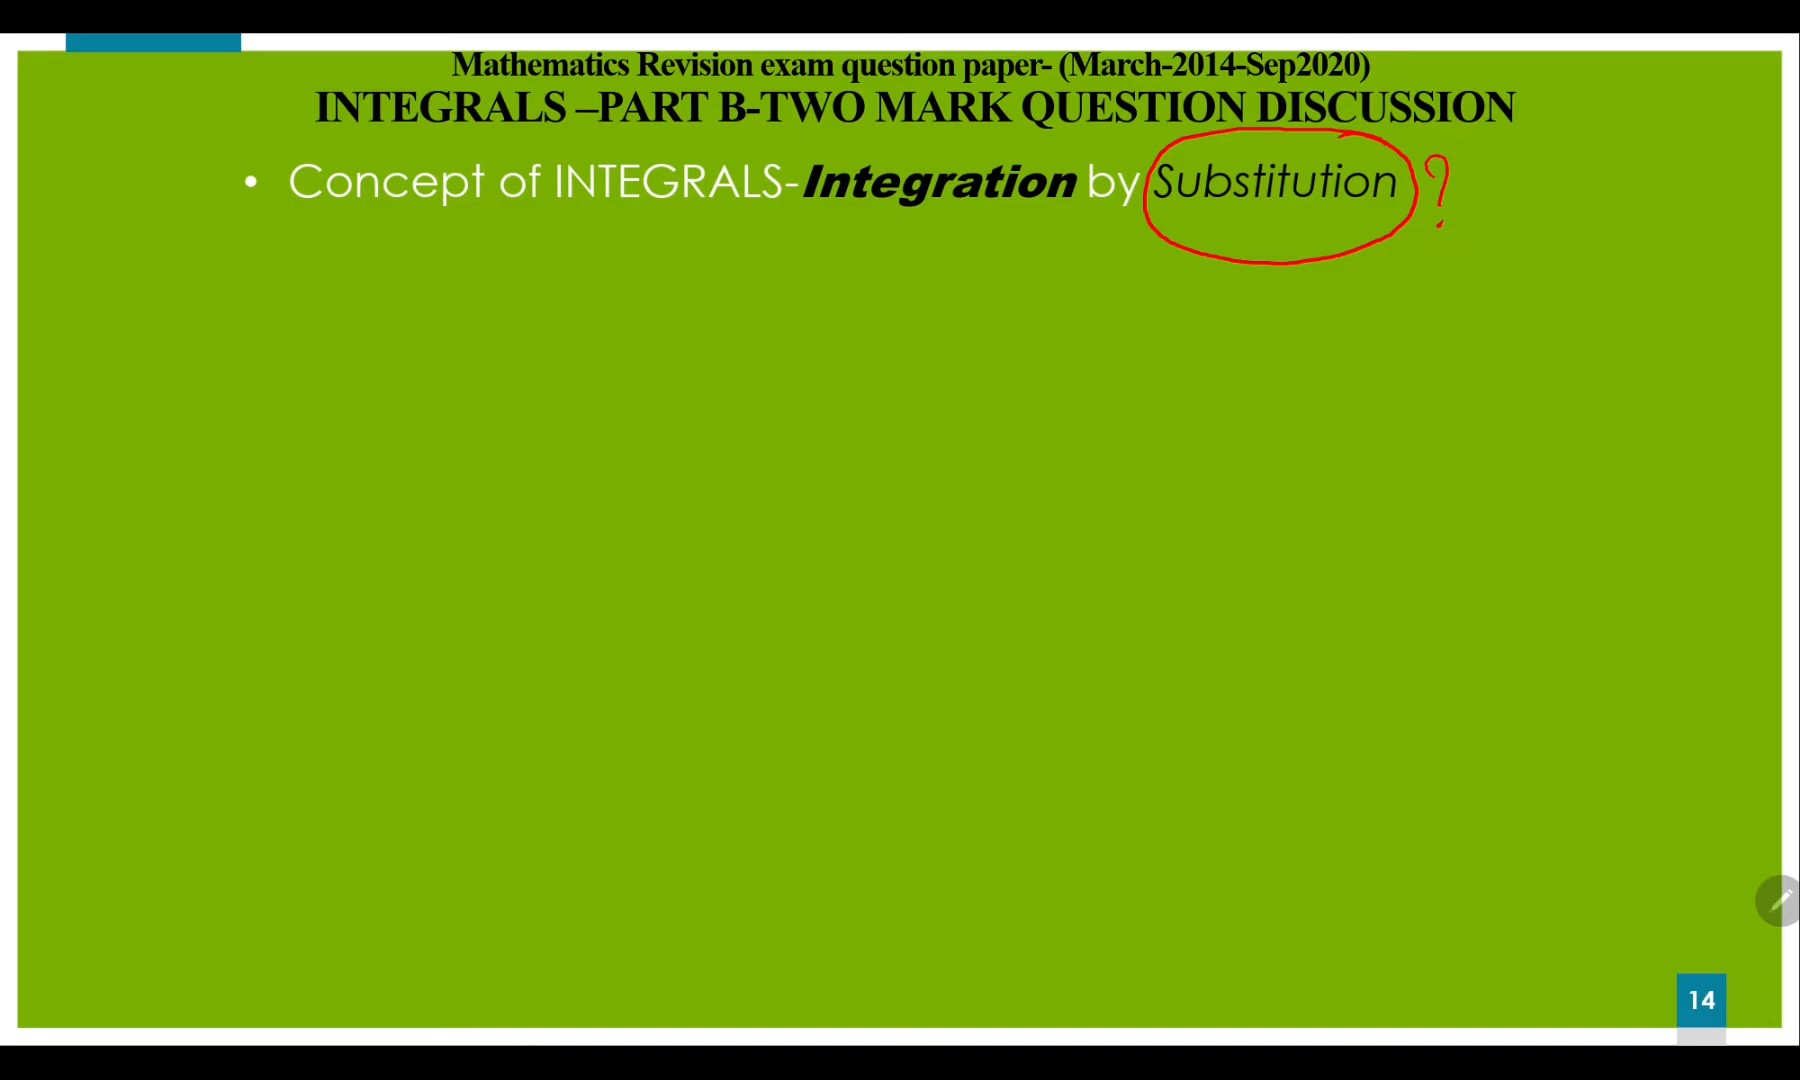 Mathematics Revision exam question paper- (March-2014-Sep2020)
INTEGRALS –PART B-TWO MARK QUESTION DISCUSSION
• Concept of INTEGRALS-Integration by Substitution ?
14